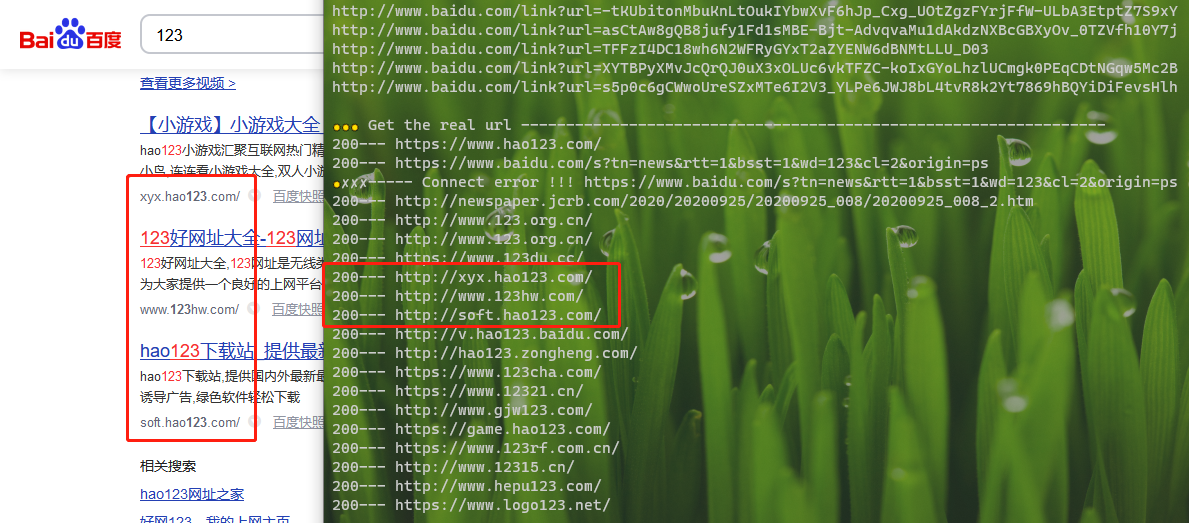 Bai du 百度
123
查看更多视频 >
【小游戏】小游戏大全
hao123小游戏汇聚互联网热门精
小鸟,连连看小游戏大全,双人小游
xyx.hao123.com/ 百度快照
123好网址大全-123网址
123好网址大全,123网址是无线类
为大家提供一个良好的上网平台
www.123hw.com/ 百度快照
hao123下载站 提供最新
hao123下载站,提供国内外最新最
诱导广告,绿色软件轻松下载
soft.hao123.com/ 百度快照
相关搜索
hao123网址之家
好网123 我的上网主页
http://www.baidu.com/link?url=-tKUbitonMbuKnLtOukIYbwXvF6hJp_Cxg_UOtZgzFYrjFfW-ULbA3EtptZ7S9xY
http://www.baidu.com/link?url=asCtAw8gQB8jufy1Fd1sMBE-Bjt-AdvqvaMu1dAkdzNXBcGBXyOv_0TZVfh10Y7j
http://www.baidu.com/link?url=TFFzI4DC18wh6N2WFRyGYxT2aZYENW6dBNMtLLU_D03
http://www.baidu.com/link?url=XYTBPyXMvJcQrQJ0uX3xOLUc6vkTFZC-koIxGYoLhzlUCmgk0PEqCDtNGqw5Mc2B
http://www.baidu.com/link?url=s5p0c6gCWwoUreSZxMTe6I2V3_YLPe6JWJ8bL4tvR8k2Yt7869hBQYiDiFevsHlh
••• Get the real url -----------------------------------------------------------------
200--- https://www.hao123.com/
200--- https://www.baidu.com/s?tn=news&rtt=1&bsst=1&wd=123&cl=2&origin=ps
•xxx----- Connect error !!! https://www.baidu.com/s?tn=news&rtt=1&bsst=1&wd=123&cl=2&origin=ps
200--- http://newspaper.jcrb.com/2020/20200925/20200925_008/20200925_008_2.htm
200--- http://www.123.org.cn/
200--- http://www.123.org.cn/
200--- https://www.123du.cc/
200--- http://xyx.hao123.com/
200--- http://www.123hw.com/
200--- http://soft.hao123.com/
200--- http://v.hao123.baidu.com/
200--- http://hao123.zongheng.com/
200--- https://www.123cha.com/
200--- https://www.12321.cn/
200--- http://www.gjw123.com/
200--- https://game.hao123.com/
200--- http://www.123rf.com.cn/
200--- http://www.12315.cn/
200--- http://www.hepu123.com/
200--- https://www.logo123.net/